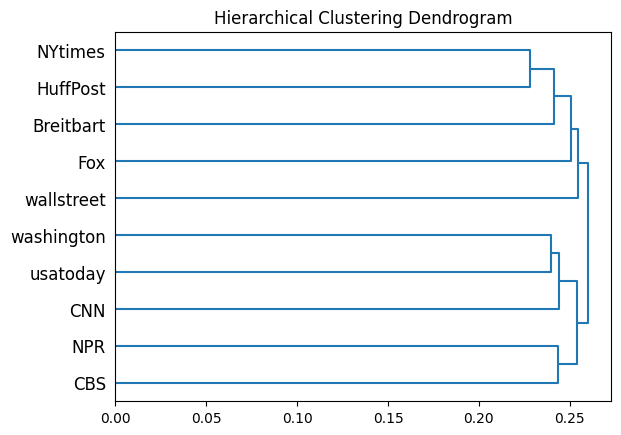 Hierarchical Clustering Dendrogram
NYtimes
HuffPost
Breitbart
Fox
wallstreet
washington
usatoday
CNN
NPR
CBS
0.00 0.05 0.10 0.15 0.20 0.25